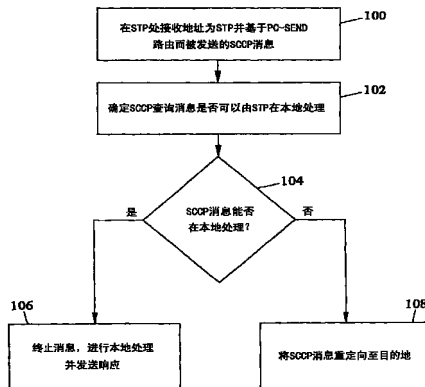 100
在STP处接收地址为STP并基于PC-SEND
路由而被发送的SCCP消息
102
确定SCCP查询消息是否可以由STP在本地处理
104
SCCP消息能否
在本地处理?
是
否
106
终止消息, 进行本地处理
并发送响应
108
将SCCP消息重定向至目的地